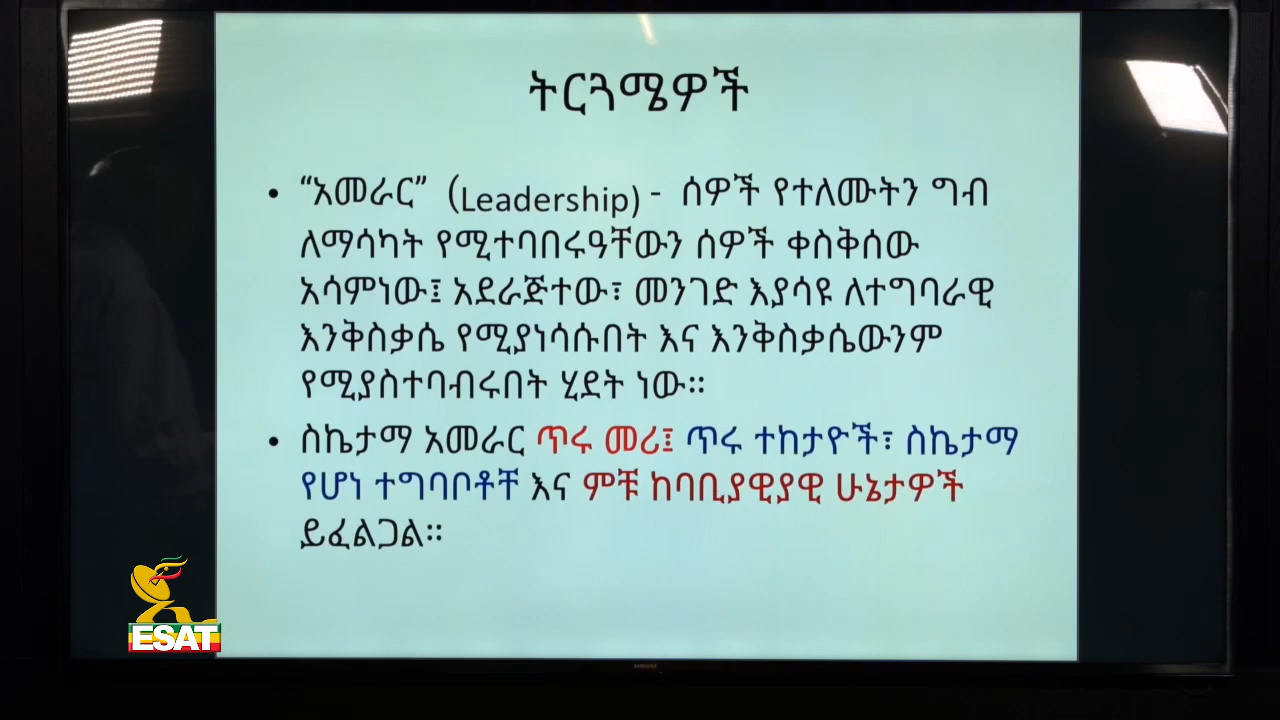 ትርጓሜዎች
• “አመራር” (Leadership) - ሰዎች የተለሙትን ግብ
ለማሳካት የሚተባበሩዓቸውን ሰዎች ቀስቅሰው
አሳምነው፤ አደራጅተው፣ መንገድ እያሳዩ ለተግባራዊ
እንቅስቃሴ የሚያነሳሱበት እና እንቅስቃሴውንም
የሚያስተባብሩበት ሂደት ነው።
• ስኬታማ አመራር ጥሩ መሪ፤ ጥሩ ተከታዮች፣ ስኬታማ
የሆነ ተግባቦቶቸ እና ምቹ ከባቢያዊያዊ ሁኔታዎች
ይፈልጋል።
ESAT
SAMSUNG